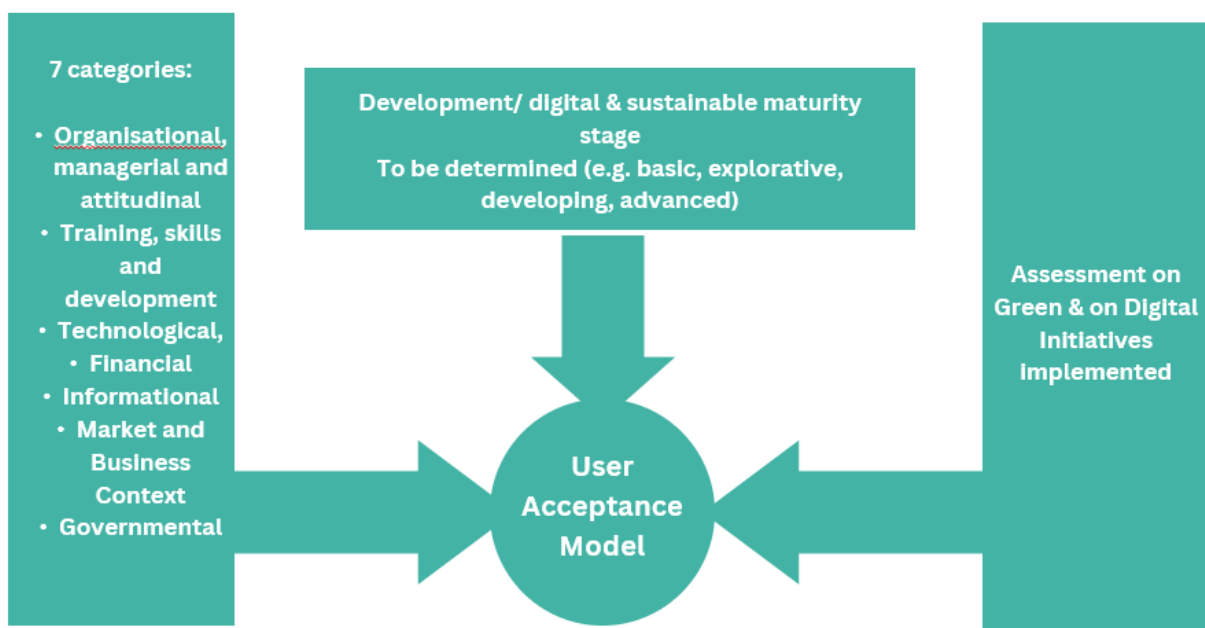 7 categories:
• Organisational,
managerial and
attitudinal
• Training, skills
and
development
• Technological,
• Financial
• Informational
• Market and
Business
Context
• Governmental
Development/ digital & sustainable maturity
stage
To be determined (e.g. basic, explorative,
developing, advanced)
User
Acceptance
Model
Assessment on
Green & on Digital
Initiatives
implemented